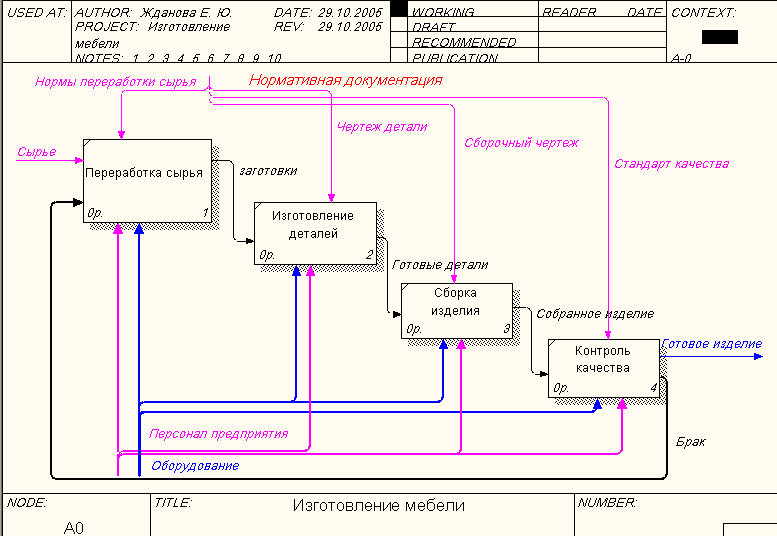 USED AT:
AUTHOR: Жданова Е. Ю.
DATE: 29.10.2005
PROJECT: Изготовление
REV: 29.10.2005
мебели
NOTES: 1 2 3 4 5 6 7 8 9 10
WORKING
DRAFT
RECOMMENDED
PUBLICATION
READER
DATE
CONTEXT:
A-0
Нормы переработки сырья
Нормативная документация
Чертеж детали
Сборочный чертеж
Стандарт качества
Сырье
Переработка сырья
0р.
1
заготовки
Изготовление
деталей
0р.
2
Готовые детали
Сборка
изделия
0р.
3
Собранное изделие
Контроль
качества
0р.
4
Готовое изделие
Брак
Персонал предприятия
Оборудование
NODE:
A0
TITLE:
Изготовление мебели
NUMBER: